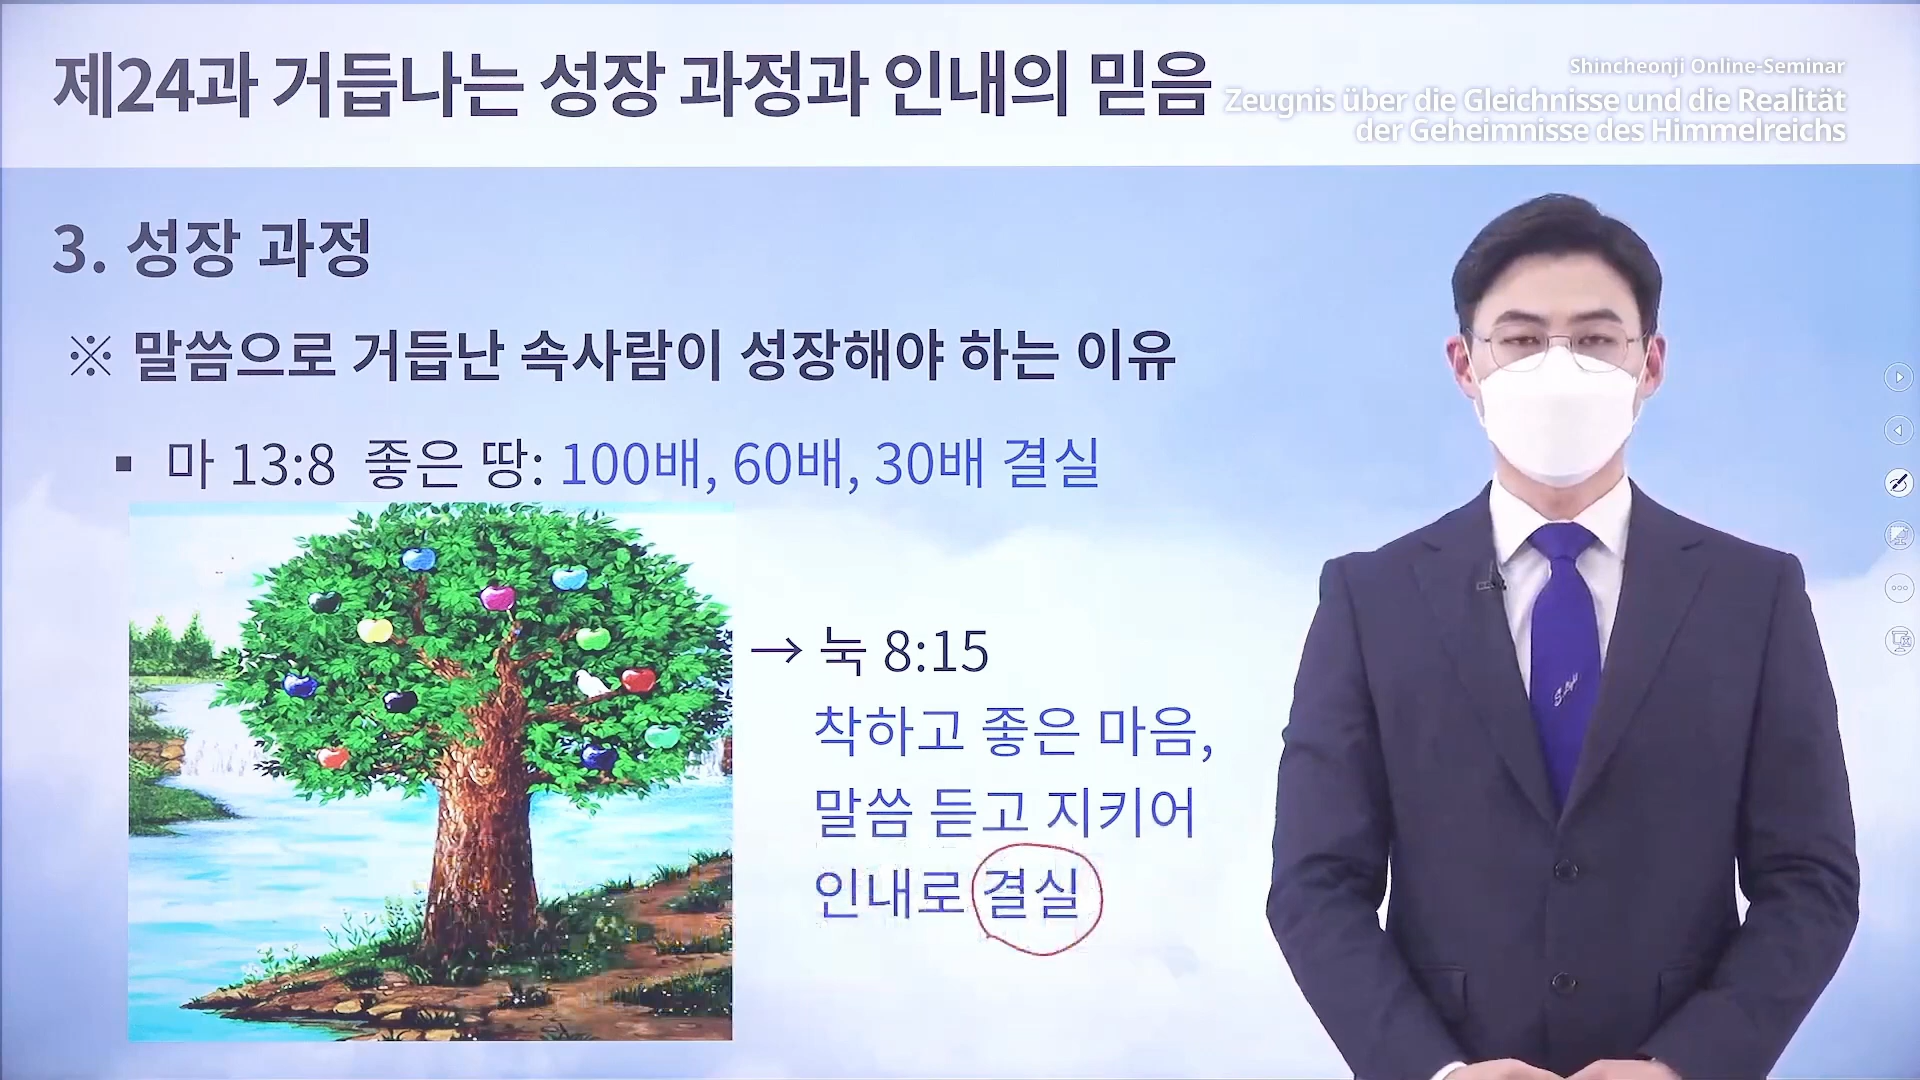 제24과 거듭나는 성장 과정과 인내의 믿음
Shincheonji Online-Seminar
Zeugnis über die Gleichnisse und die Realität
der Geheimnisse des Himmelreichs
3. 성장 과정
※ 말씀으로 거듭난 속사람이 성장해야 하는 이유
▪ 마 13:8 좋은 땅: 100배, 60배, 30배 결실
→ 눅 8:15
착하고 좋은 마음,
말씀 듣고 지키어
인내로 결실